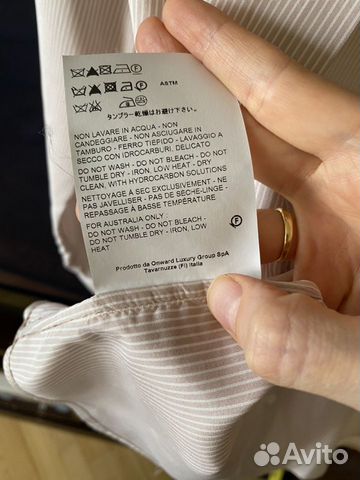 ASTM
タンブラー乾燥はお避け下さい。
NON LAVARE IN ACQUA - NON
CANDEGGIARE - NON ASCIUGARE IN
TAMBURO - FERRO TIEPIDO - LAVAGGIO A
SECCO CON IDROCARBURI, DELICATO
DO NOT WASH - DO NOT BLEACH - DO NOT
TUMBLE DRY - IRON, LOW HEAT - DRY
CLEAN, WITH HYDROCARBON SOLUTIONS
NETTOYAGE À SEC EXCLUSIVEMENT - NE
PAS JAVELLISER - PAS DE SECHE-LINGE -
REPASSAGE À BASSE TEMPÉRATURE
FOR AUSTRALIA ONLY :
DO NOT WASH - DO NOT BLEACH -
DO NOT TUMBLE DRY - IRON, LOW
HEAT
F
Prodotto da Onward Luxury Group SpA
Tavarnuzze (FI) Italia
Avito